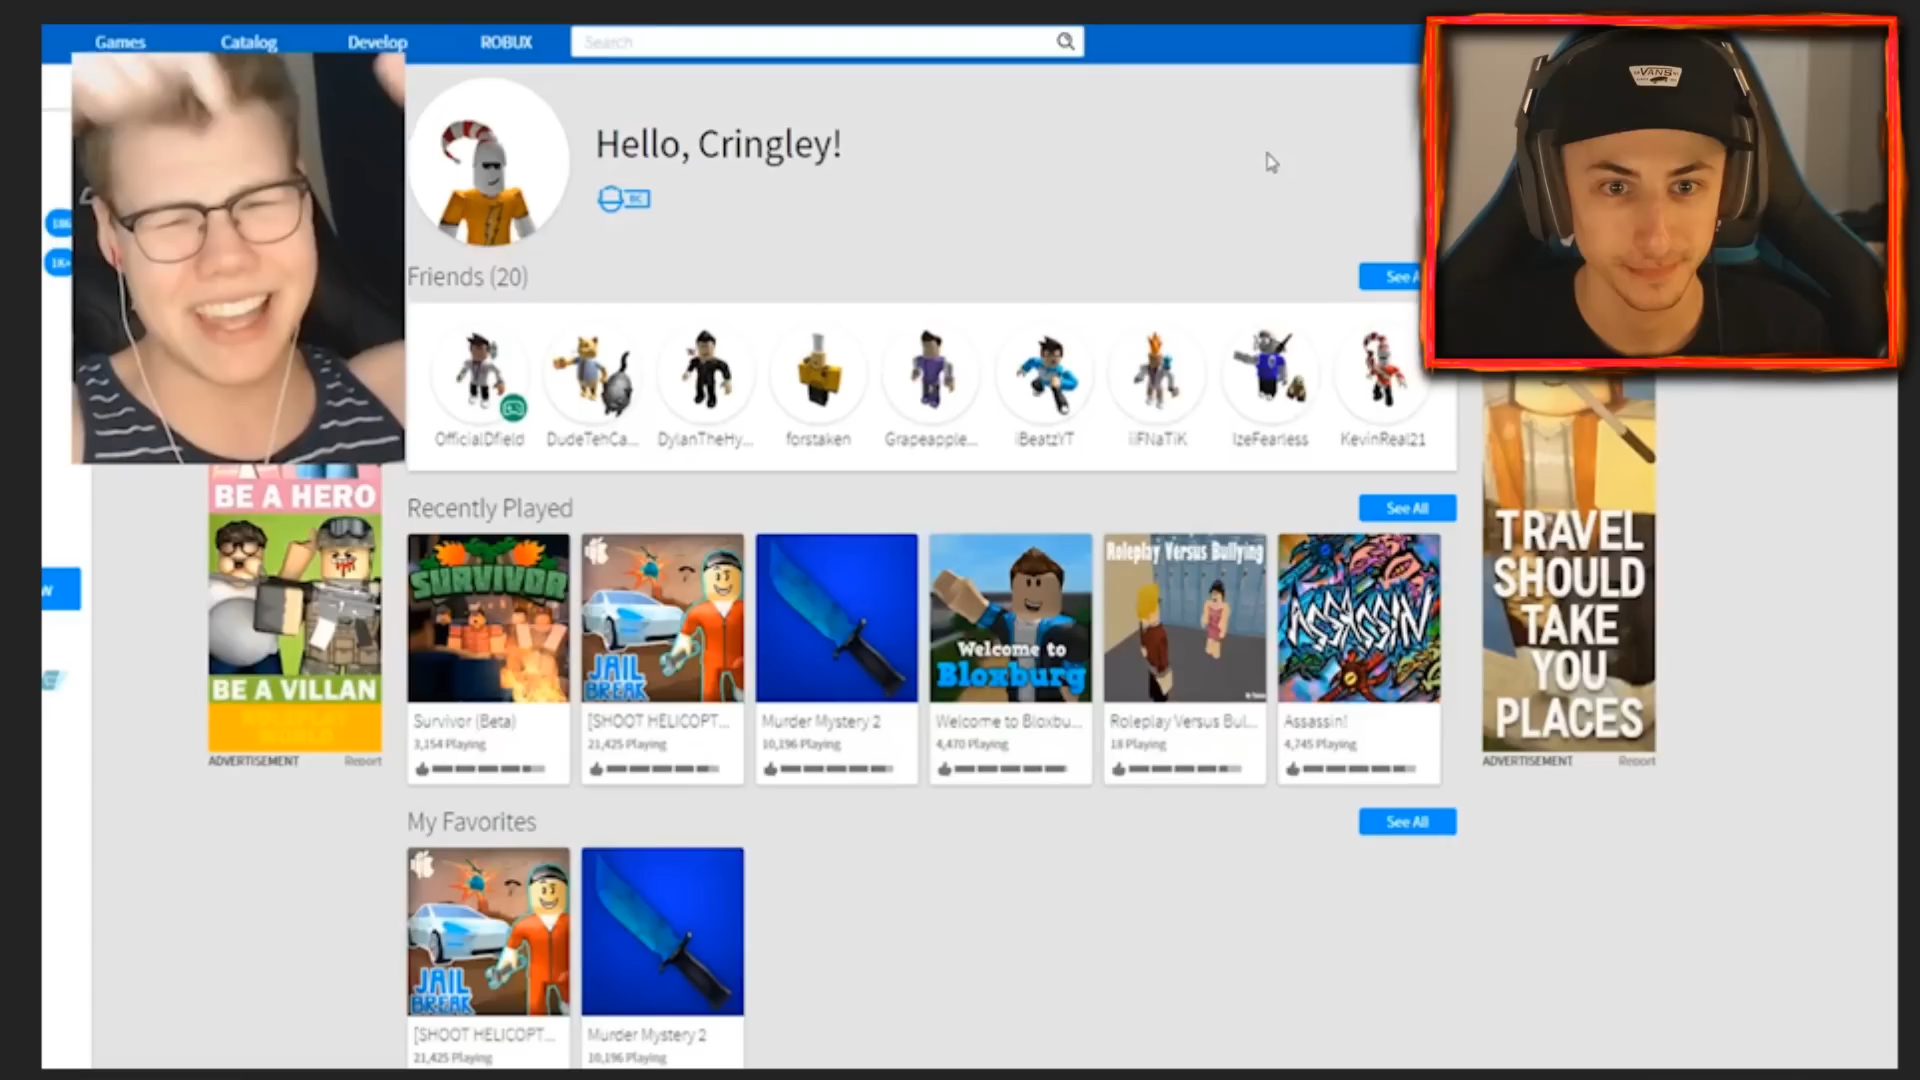 Games
Catalog
Develop
ROBUX
Search
VANS
Hello, Cringley!
BC
Friends (20)
See A
OfficialDfield
DudeTehCa...
DylanTheHy...
forstaken
Grapeapple...
iBeatzYT
iiFNaTiK
IzeFearless
KevinReal21
BE A HERO
BE A VILLAN
ADVERTISEMENT
Report
Recently Played
See All
SURVIVOR
JAIL
BREAK
Welcome to
Bloxburg
Roleplay Versus Bullying
ASSASSIN
Survivor (Beta)
3,154 Playing
[SHOOT HELICOPT...
21,425 Playing
Murder Mystery 2
10,196 Playing
Welcome to Bloxbu...
4,470 Playing
Roleplay Versus Bul...
18 Playing
Assassin!
4,745 Playing
TRAVEL
SHOULD
TAKE
YOU
PLACES
ADVERTISEMENT
Report
My Favorites
See All
JAIL
BREAK
[SHOOT HELICOPT...
21,425 Playing
Murder Mystery 2
10,196 Playing